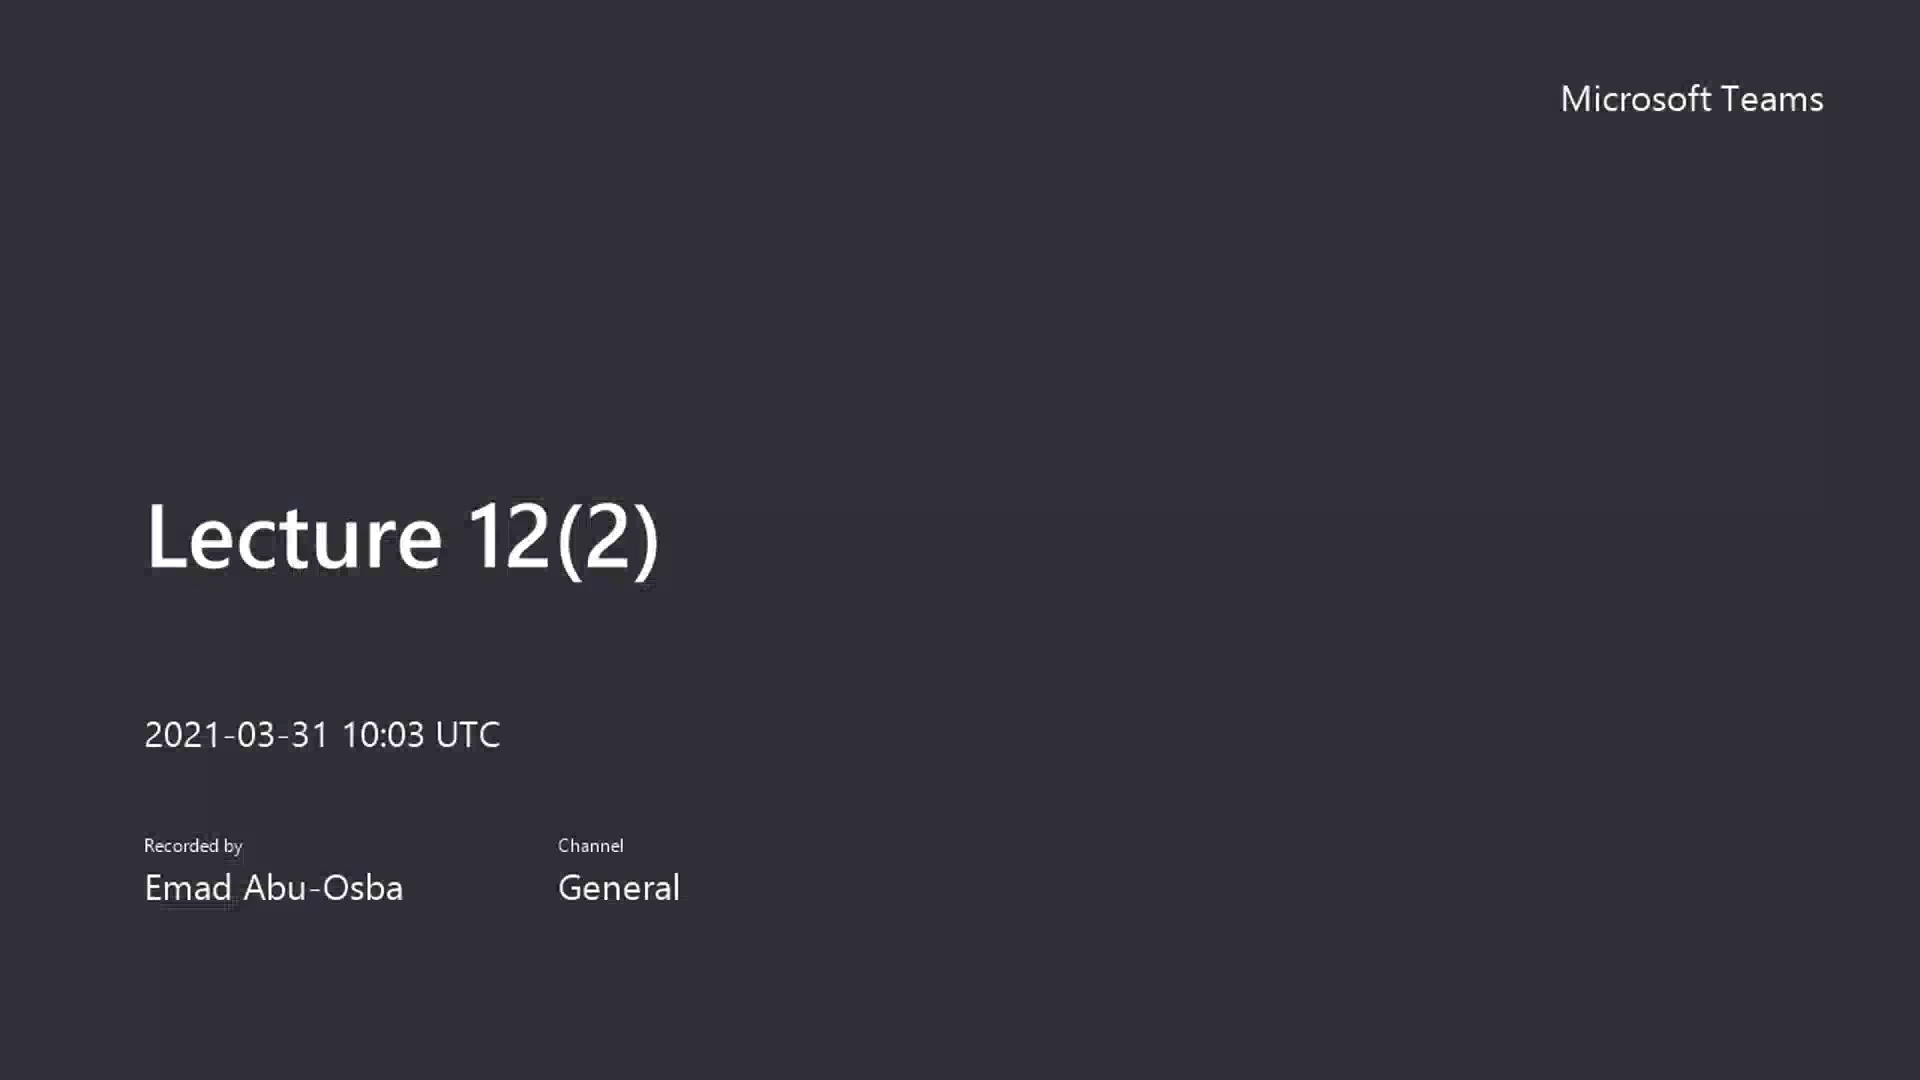 Microsoft Teams
Lecture 12(2)
2021-03-31 10:03 UTC
Recorded by
Emad Abu-Osba
Channel
General